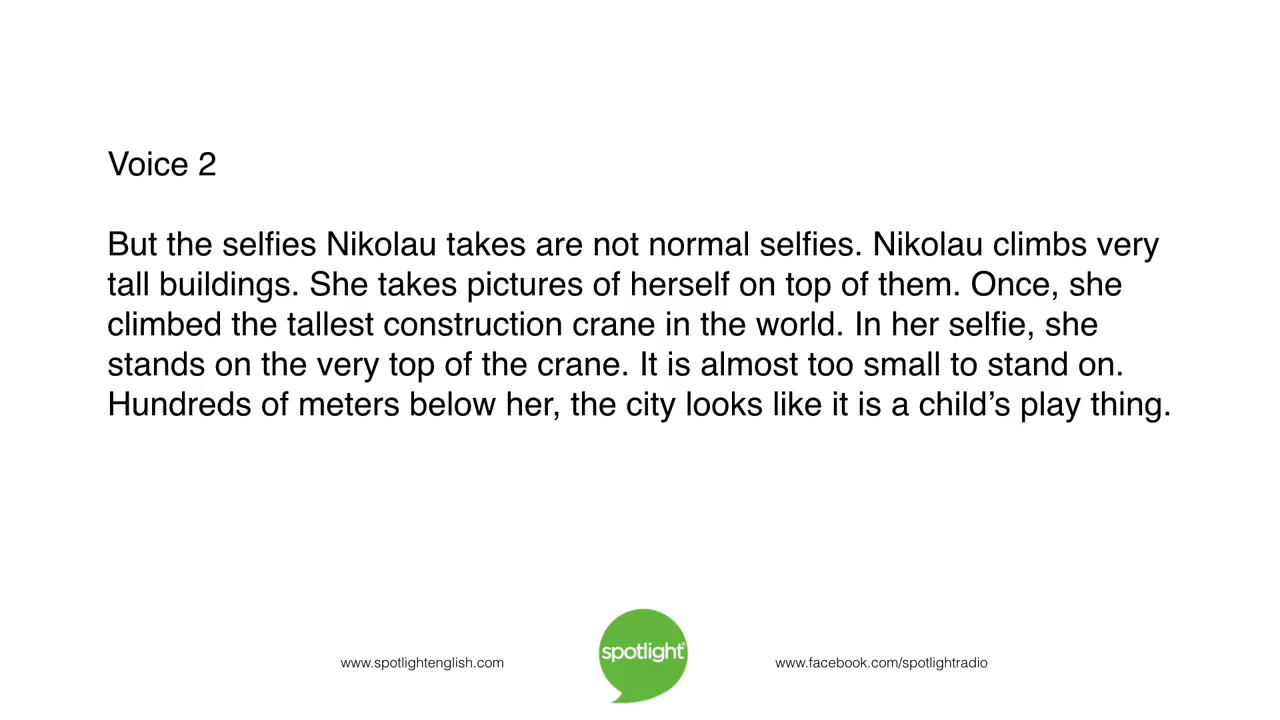 Voice 2
But the selfies Nikolau takes are not normal selfies. Nikolau climbs very
tall buildings. She takes pictures of herself on top of them. Once, she
climbed the tallest construction crane in the world. In her selfie, she
stands on the very top of the crane. It is almost too small to stand on.
Hundreds of meters below her, the city looks like it is a child’s play thing.
spotlight
www.spotlightenglish.com
www.facebook.com/spotlightradio